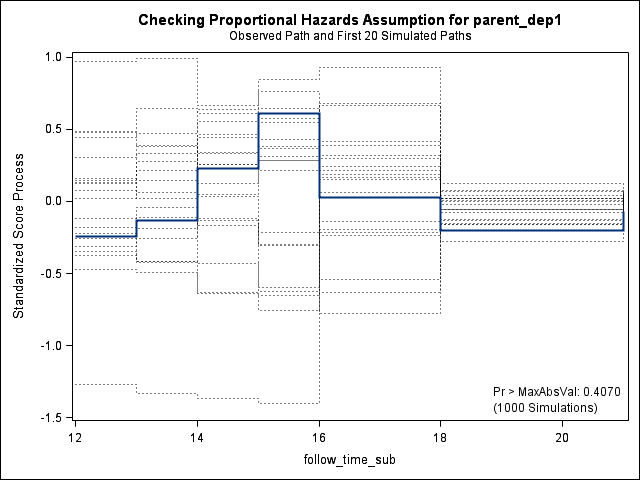 Checking Proportional Hazards Assumption for parent_dep1
Observed Path and First 20 Simulated Paths
Standardized Score Process
1.0
0.5
0.0
-0.5
-1.0
-1.5
Pr > MaxAbsVal: 0.4070
(1000 Simulations)
12 14 16 18 20
follow_time_sub